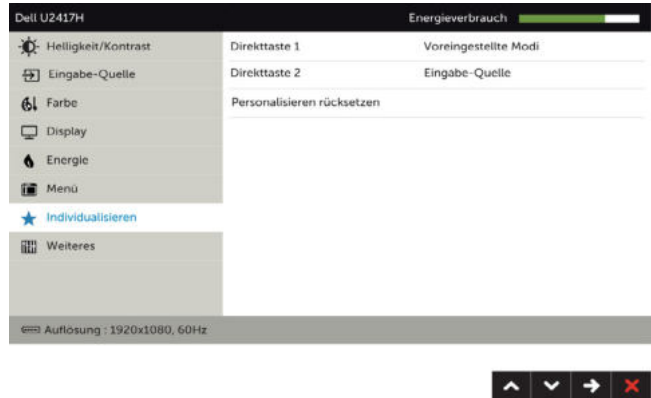 Dell U2417H Energieverbrauch
Helligkeit/Kontrast Direkttaste 1 Voreingestellte Modi
Eingabe-Quelle Direkttaste 2 Eingabe-Quelle
Farbe Personalisieren rücksetzen
Display
Energie
Menü
Individualisieren
Weiteres
Auflösung : 1920x1080, 60Hz